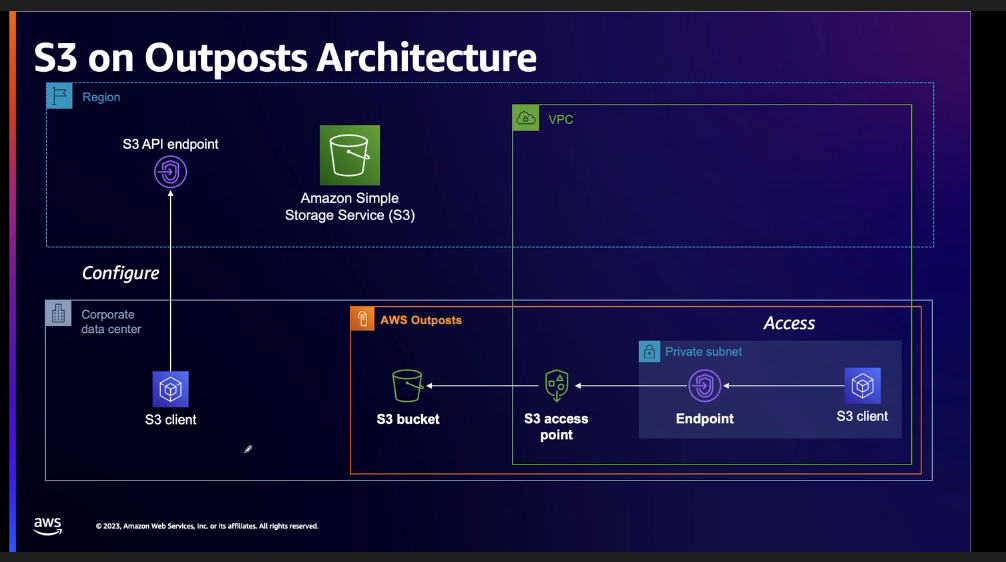 S3 on Outposts Architecture
Region
VPC
S3 API endpoint
Amazon Simple
Storage Service (S3)
Configure
Corporate
data center
AWS Outposts
Access
Private subnet
S3 client
S3 bucket
S3 access
point
Endpoint
S3 client
aws
© 2023, Amazon Web Services, Inc. or its affiliates. All rights reserved.